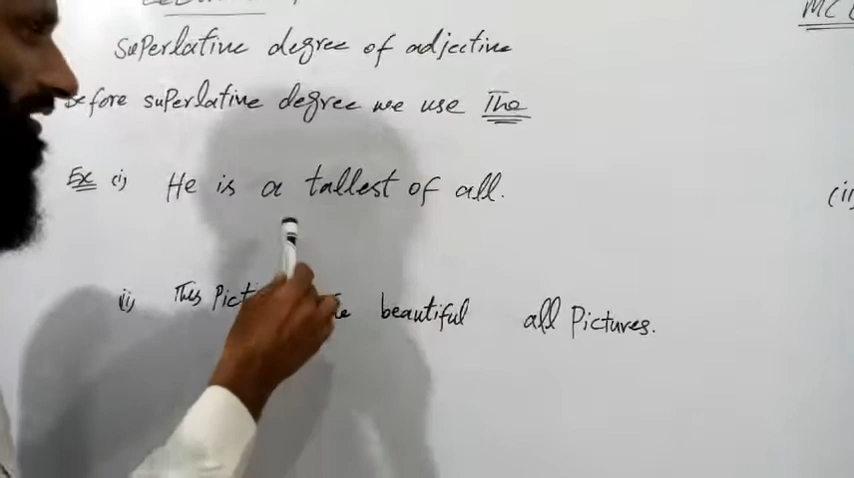 superlative degree of adjective
Before superlative degree we use The
Ex (i) He is a tallest of all.
ii) This beautiful all Pictures.